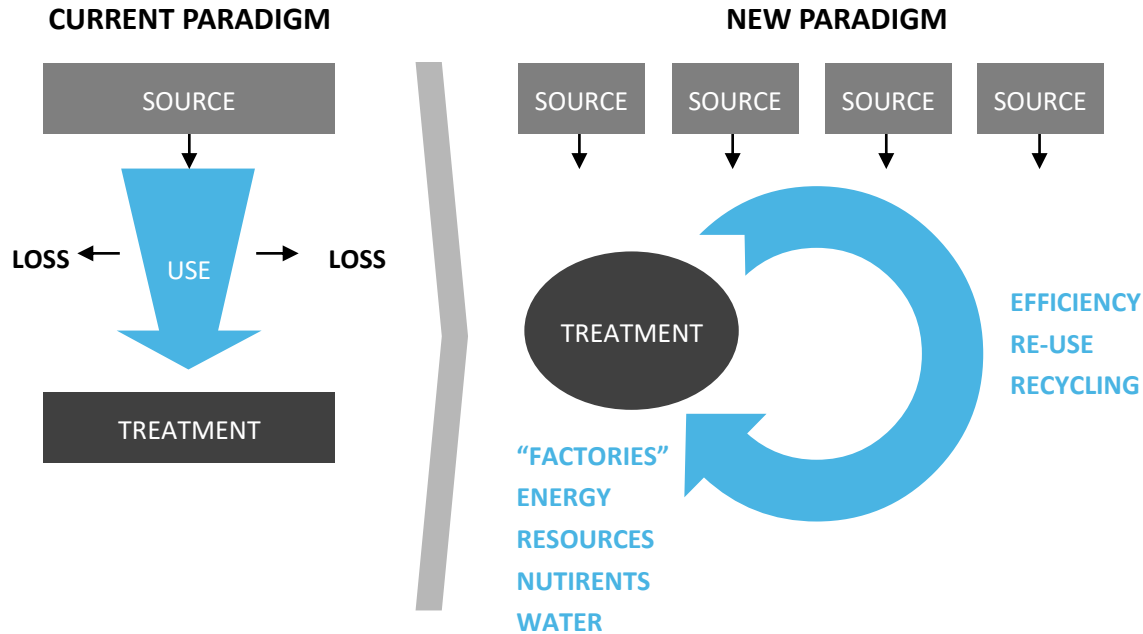 CURRENT PARADIGM
SOURCE
LOSS
USE
LOSS
TREATMENT
NEW PARADIGM
SOURCE
SOURCE
SOURCE
SOURCE
TREATMENT
EFFICIENCY
RE-USE
RECYCLING
“FACTORIES”
ENERGY
RESOURCES
NUTIRENTS
WATER